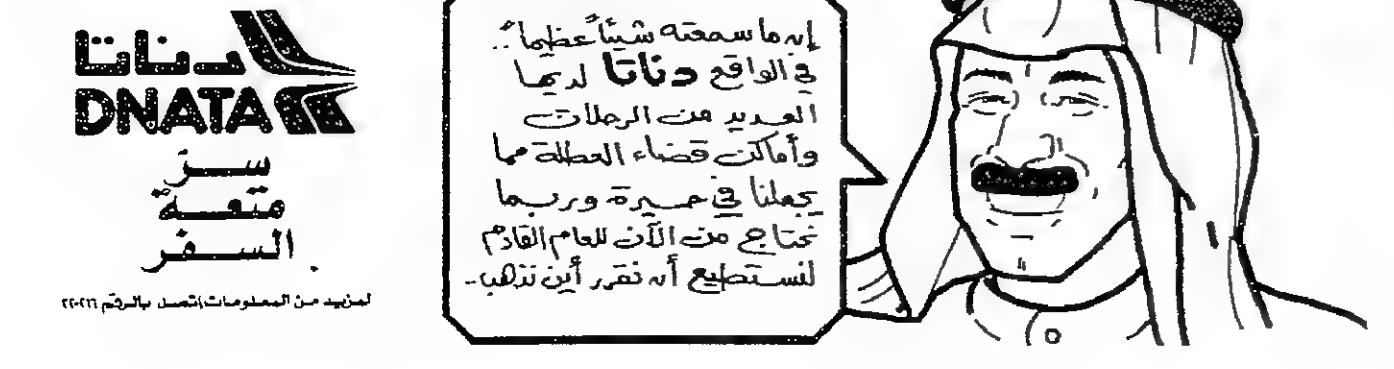 إن ما سمعته شيئاً عظيماً..
في الواقع دناتا لديها
العديد من الرحلات
وأماكن قضاء العطلة مما
يجعلنا في حيرة وربما
نحتاج من الآن للعام القادم
لنستطيع أن نقرر أين نذهب..
دناتا
DNATA
سر
متعة
السفر
لمزيد من المعلومات إتصل بالرقم